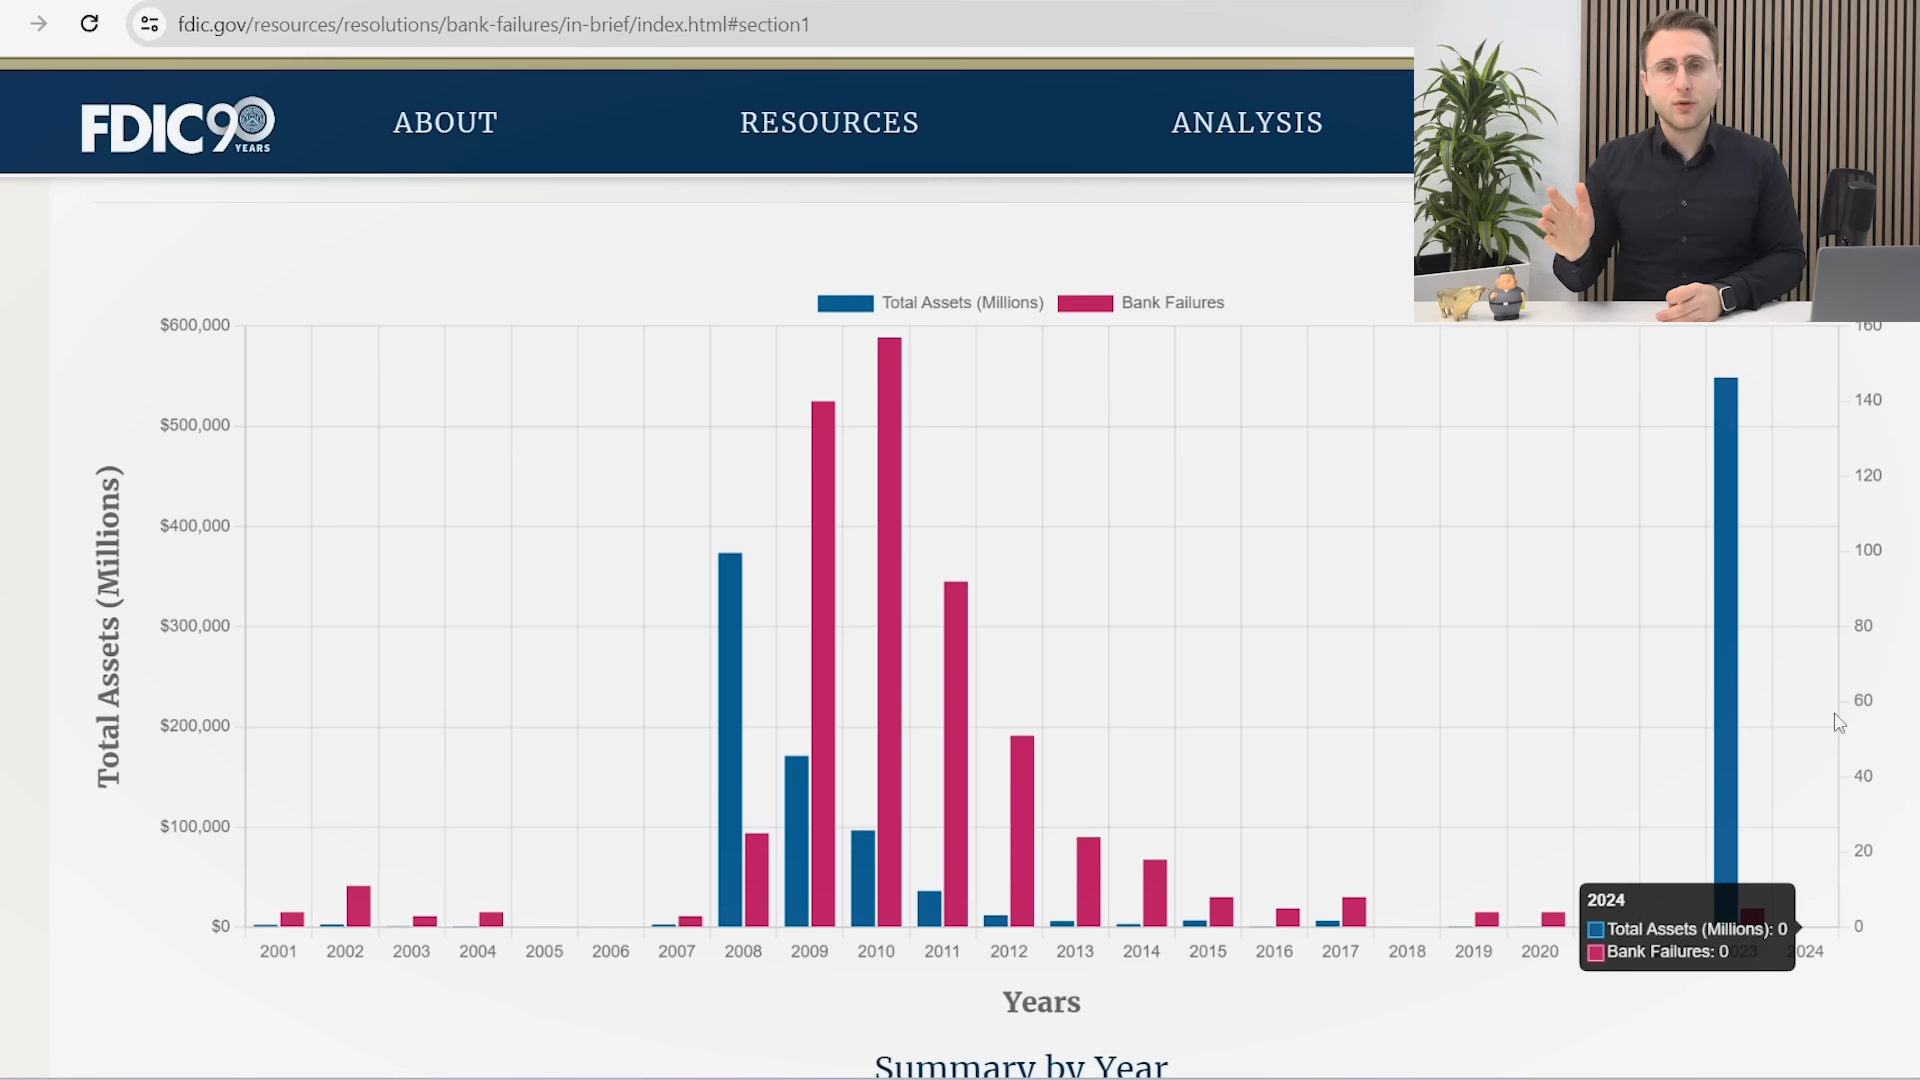 fdic.gov/resources/resolutions/bank-failures/in-brief/index.html#section1
FDIC90 YEARS
ABOUT
RESOURCES
ANALYSIS
Total Assets (Millions)
Bank Failures
$600,000
$500,000
$400,000
$300,000
$200,000
$100,000
$0
Total Assets (Millions)
160
140
120
100
80
60
40
20
0
2024
Total Assets (Millions): 0
Bank Failures: 0
2001 2002 2003 2004 2005 2006 2007 2008 2009 2010 2011 2012 2013 2014 2015 2016 2017 2018 2019 2020 2024
Years
Summary by Year